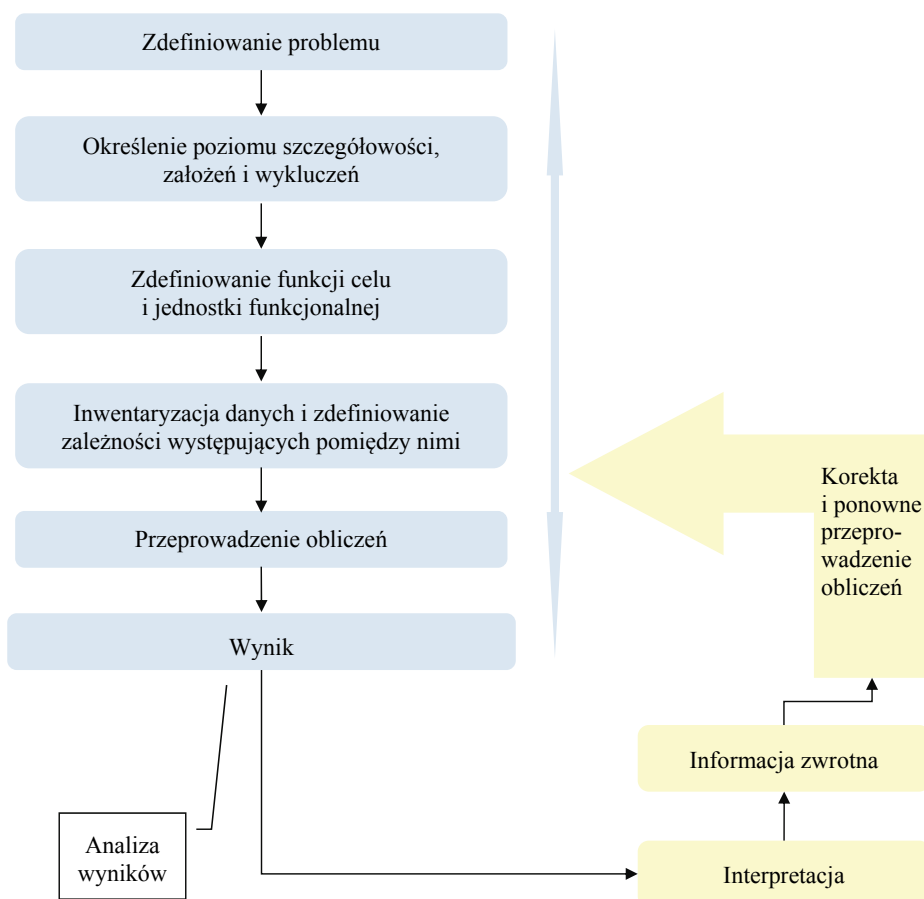 Zdefiniowanie problemu
Określenie poziomu szczegółowości,
założeń i wykluczeń
Zdefiniowanie funkcji celu
i jednostki funkcjonalnej
Inwentaryzacja danych i zdefiniowanie
zależności występujących pomiędzy nimi
Przeprowadzenie obliczeń
Wynik
Analiza
wyników
Interpretacja
Informacja zwrotna
Korekta
i ponowne
przepro-
wadzenie
obliczeń